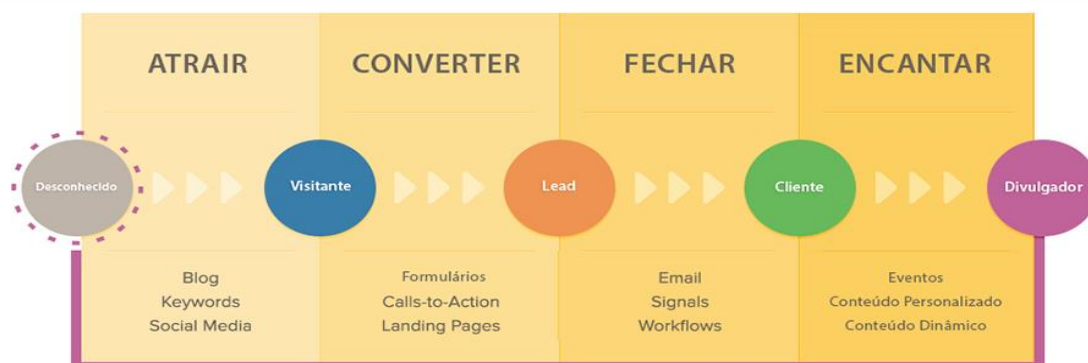 ATRAIR
CONVERTER
FECHAR
ENCANTAR
Desconhecido
Visitante
Lead
Cliente
Divulgador
Blog
Keywords
Social Media
Formulários
Calls-to-Action
Landing Pages
Email
Signals
Workflows
Eventos
Conteúdo Personalizado
Conteúdo Dinâmico